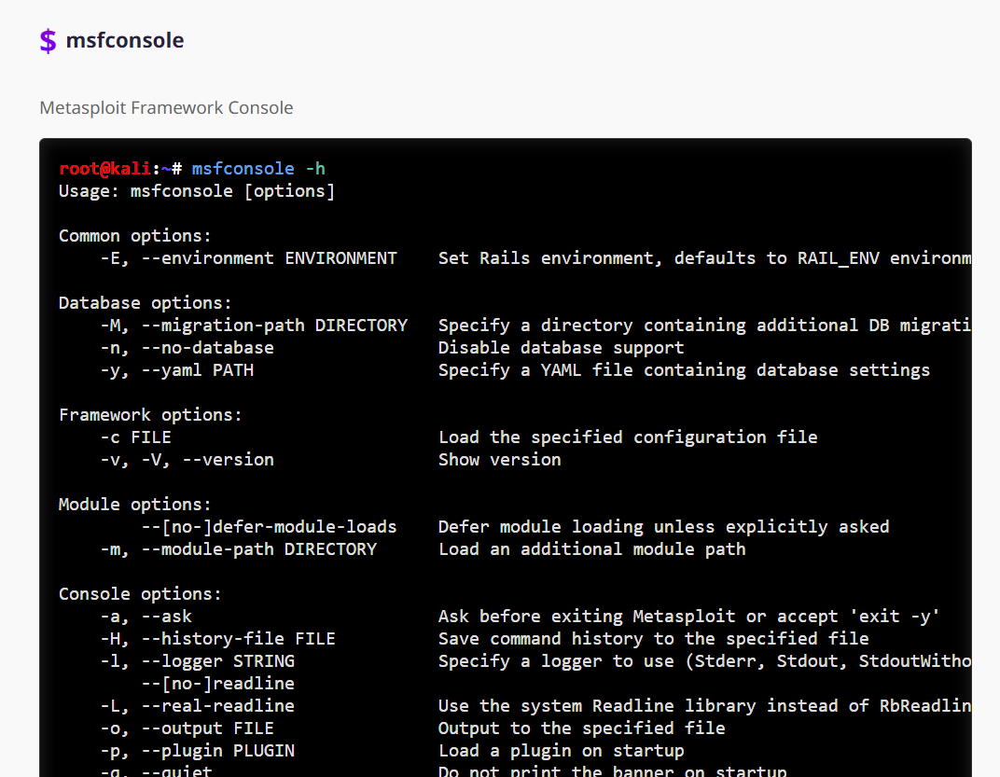 $ msfconsole
Metasploit Framework Console
root@kali:~# msfconsole -h
Usage: msfconsole [options]
Common options:
-E, --environment ENVIRONMENT Set Rails environment, defaults to RAIL_ENV environm
Database options:
-M, --migration-path DIRECTORY Specify a directory containing additional DB migrati
-n, --no-database Disable database support
-y, --yaml PATH Specify a YAML file containing database settings
Framework options:
-c FILE Load the specified configuration file
-v, -V, --version Show version
Module options:
--[no-]defer-module-loads Defer module loading unless explicitly asked
-m, --module-path DIRECTORY Load an additional module path
Console options:
-a, --ask Ask before exiting Metasploit or accept 'exit -y'
-H, --history-file FILE Save command history to the specified file
-l, --logger STRING Specify a logger to use (Stderr, Stdout, StdoutWitho
--[no-]readline
-L, --real-readline Use the system Readline library instead of RbReadlin
-o, --output FILE Output to the specified file
-p, --plugin PLUGIN Load a plugin on startup
-q, --quiet Do not print the banner on startup